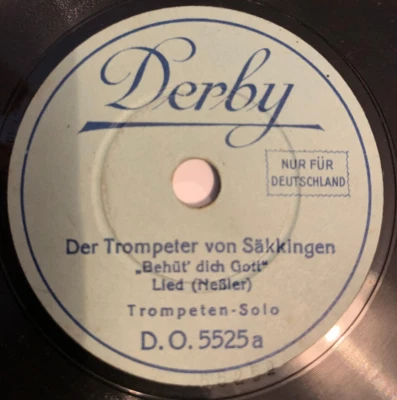 Derby
NUR FÜR
DEUTSCHLAND
Der Trompeter von Säkkingen
„Behüt' dich Gott"
Lied (Neßler)
Trompeten-Solo
D. O. 5525a